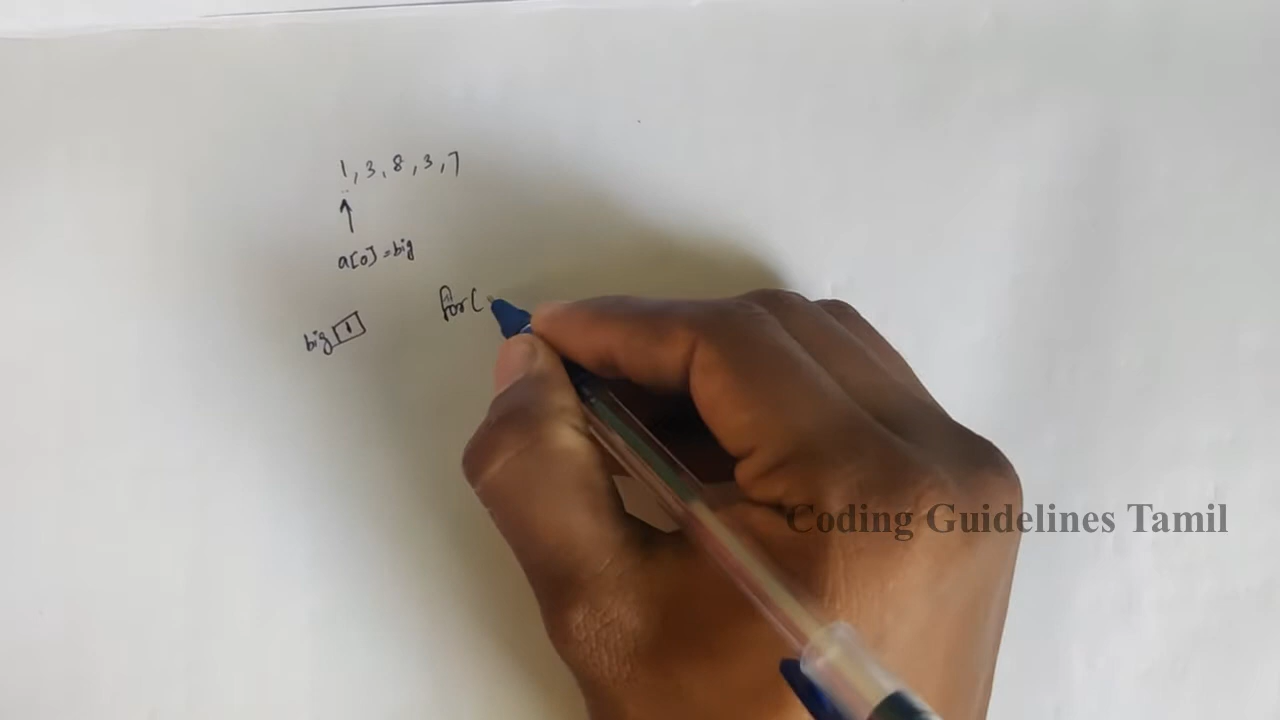 1, 3, 8, 3, 7
a[0] = big
for(
big 1
Coding Guidelines Tamil